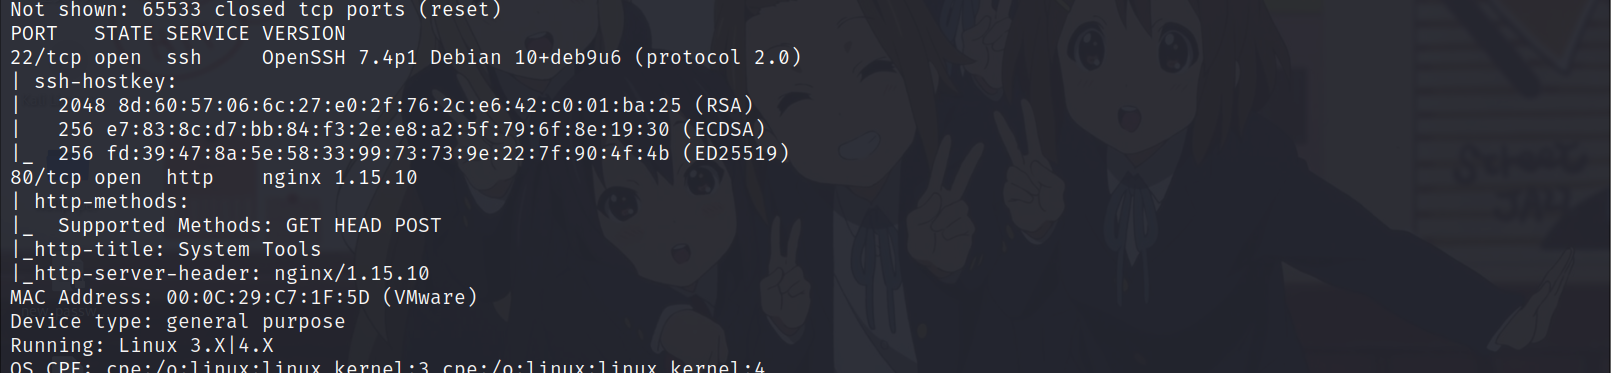 Not shown: 65533 closed tcp ports (reset)
PORT   STATE SERVICE VERSION
22/tcp open  ssh     OpenSSH 7.4p1 Debian 10+deb9u6 (protocol 2.0)
| ssh-hostkey:
|   2048 8d:60:57:06:6c:27:e0:2f:76:2c:e6:42:c0:01:ba:25 (RSA)
|   256 e7:83:8c:d7:bb:84:f3:2e:e8:a2:5f:79:6f:8e:19:30 (ECDSA)
|_  256 fd:39:47:8a:5e:58:33:99:73:73:9e:22:7f:90:4f:4b (ED25519)
80/tcp open  http    nginx 1.15.10
| http-methods:
|_  Supported Methods: GET HEAD POST
|_http-title: System Tools
|_http-server-header: nginx/1.15.10
MAC Address: 00:0C:29:C7:1F:5D (VMware)
Device type: general purpose
Running: Linux 3.X|4.X
OS CPE: cpe:/o:linux:linux_kernel:3 cpe:/o:linux:linux_kernel:4